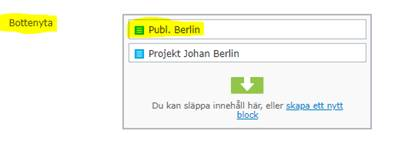 Bottenyta
Publ. Berlin
Projekt Johan Berlin
Du kan släppa innehåll här, eller skapa ett nytt
block